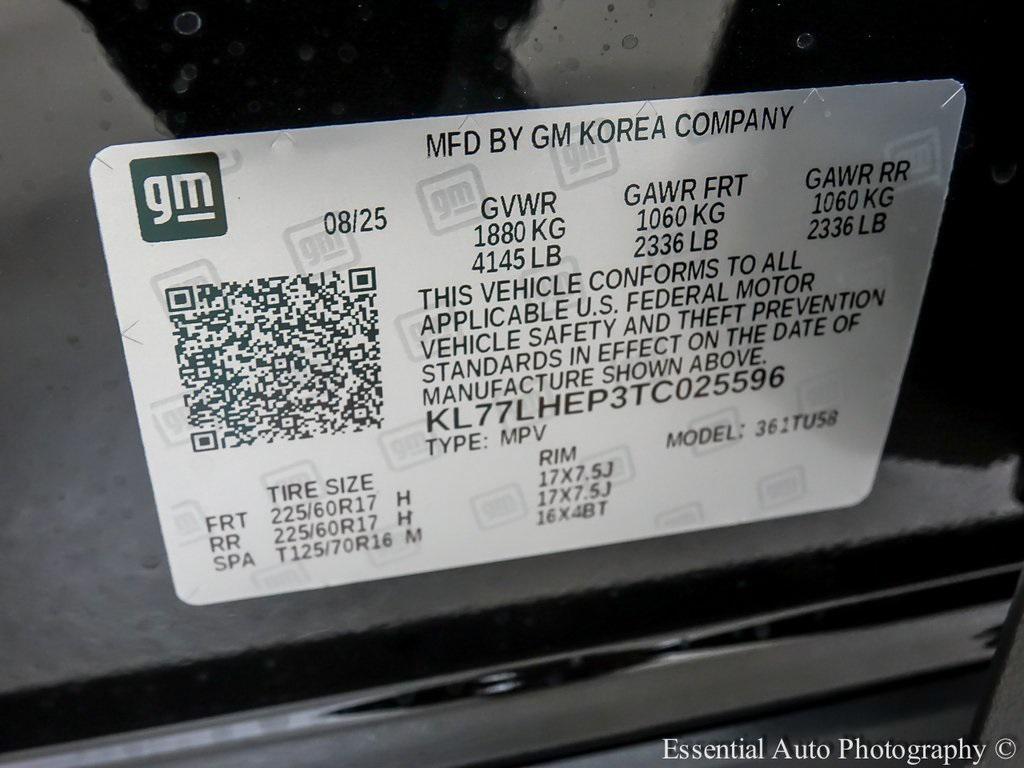 MFD BY GM KOREA COMPANY
gm
08/25
GVWR
1880 KG
4145 LB
GAWR FRT
1060 KG
2336 LB
GAWR RR
1060 KG
2336 LB
THIS VEHICLE CONFORMS TO ALL
APPLICABLE U.S. FEDERAL MOTOR
VEHICLE SAFETY AND THEFT PREVENTION
STANDARDS IN EFFECT ON THE DATE OF
MANUFACTURE SHOWN ABOVE.
KL77LHEP3TC025596
TYPE: MPV
MODEL: 361TU58
TIRE SIZE RIM
FRT 225/60R17 H 17X7.5J
RR 225/60R17 H 17X7.5J
SPA T125/70R16 M 16X4BT
Essential Auto Photography ©